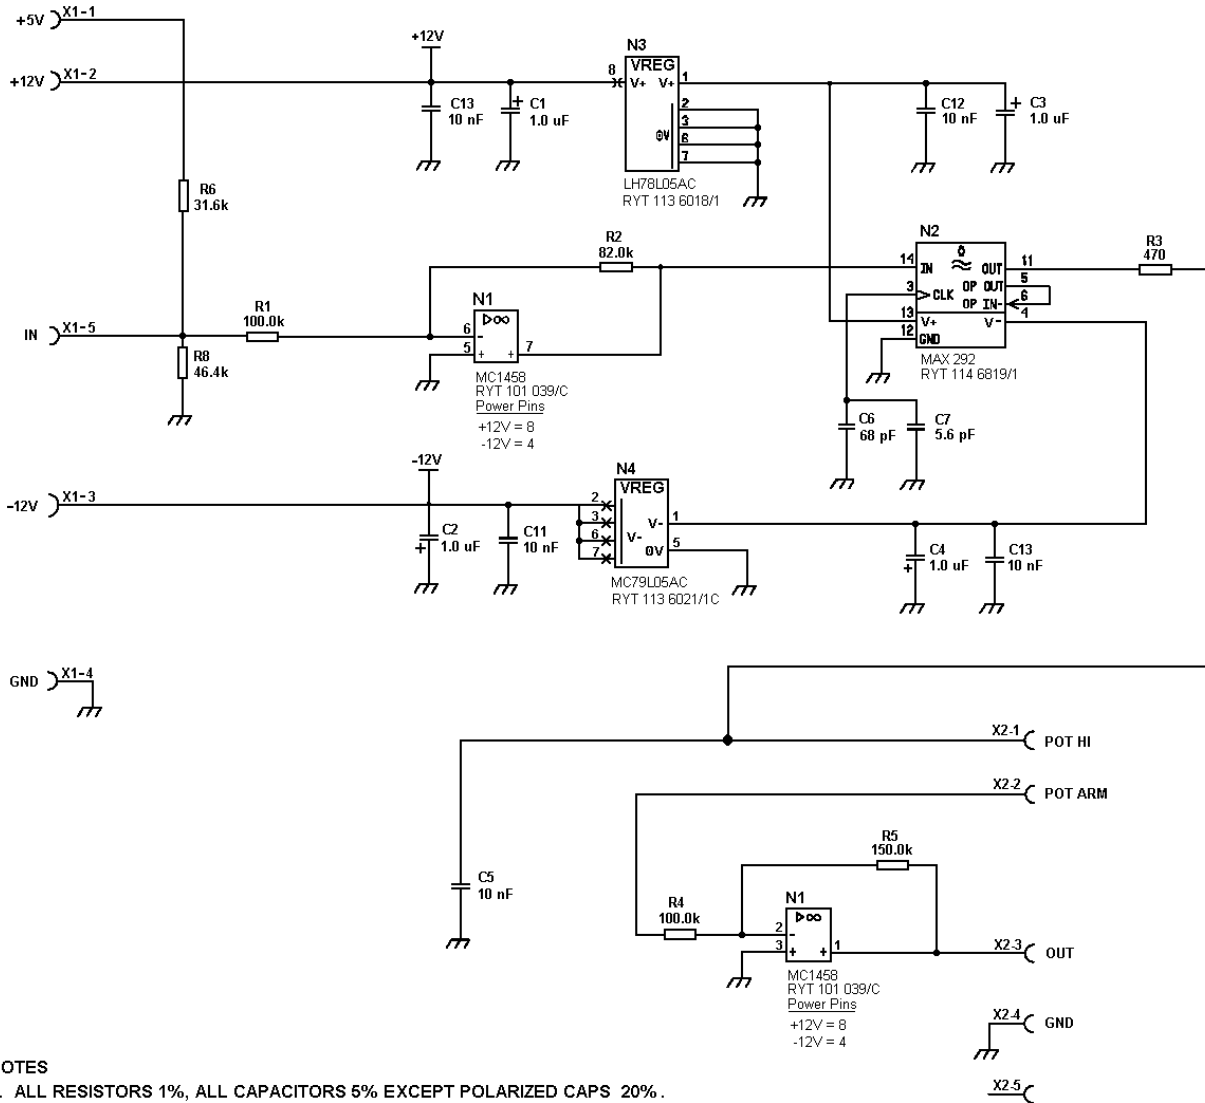 +5V X1-1
+12V X1-2
+12V
C13
10 nF
+ C1
1.0 uF
N3
VREG
8 V+ V+ 1
2
3
0V 6
7
LH78L05AC
RYT 113 6018/1
C12
10 nF
+ C3
1.0 uF
R6
31.6k
R2
82.0k
N2
14 IN OUT 11
3 CLK OP OUT 5
OP IN- 6
13 V+ V- 4
12 GND
MAX 292
RYT 114 6819/1
R3
470
IN X1-5
R1
100.0k
R8
46.4k
N1
▷∞
6 -
5 + + 7
MC1458
RYT 101 039/C
Power Pins
+12V = 8
-12V = 4
C6
68 pF
C7
5.6 pF
-12V X1-3
-12V
C2
+ 1.0 uF
C11
10 nF
N4
VREG
2
3 V- 1
6 V-
7 0V 5
MC79L05AC
RYT 113 6021/1C
C4
+ 1.0 uF
C13
10 nF
GND X1-4
X2-1 POT HI
X2-2 POT ARM
C5
10 nF
R5
150.0k
R4
100.0k
N1
▷∞
2 -
3 + + 1
MC1458
RYT 101 039/C
Power Pins
+12V = 8
-12V = 4
X2-3 OUT
X2-4 GND
X2-5
OTES
. ALL RESISTORS 1%, ALL CAPACITORS 5% EXCEPT POLARIZED CAPS 20% .